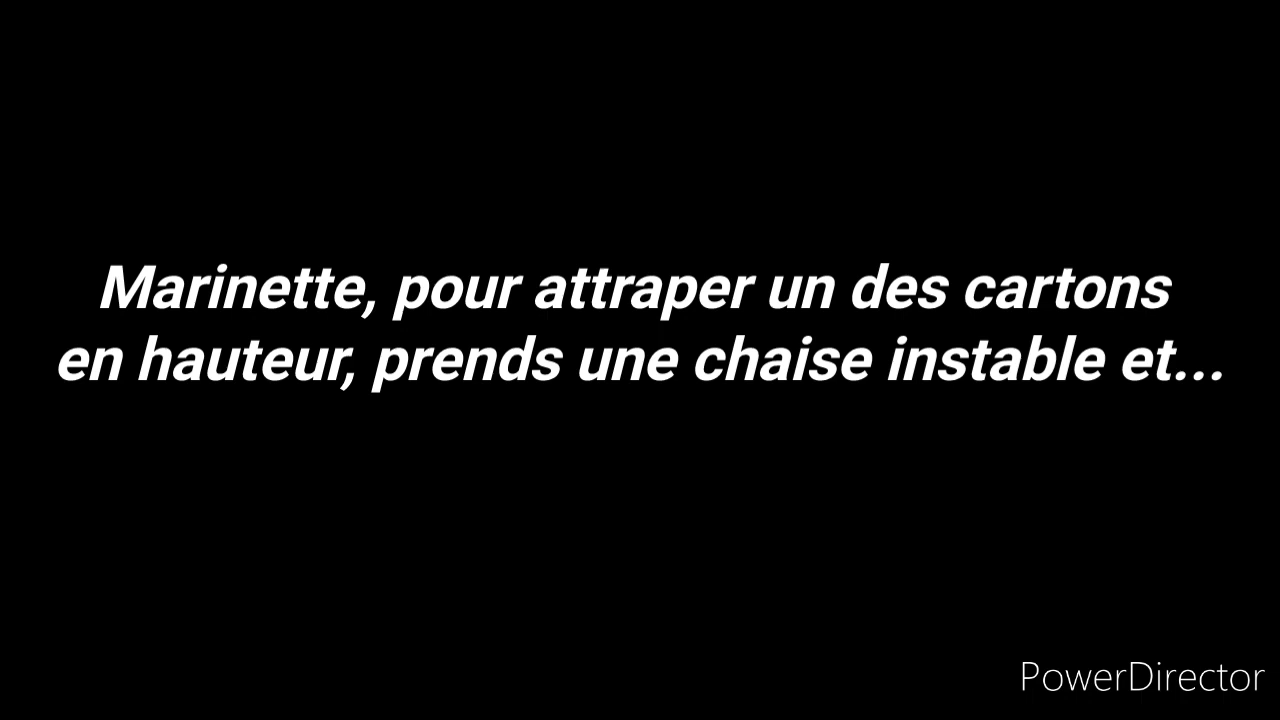 Marinette, pour attraper un des cartons
en hauteur, prends une chaise instable et...
PowerDirector